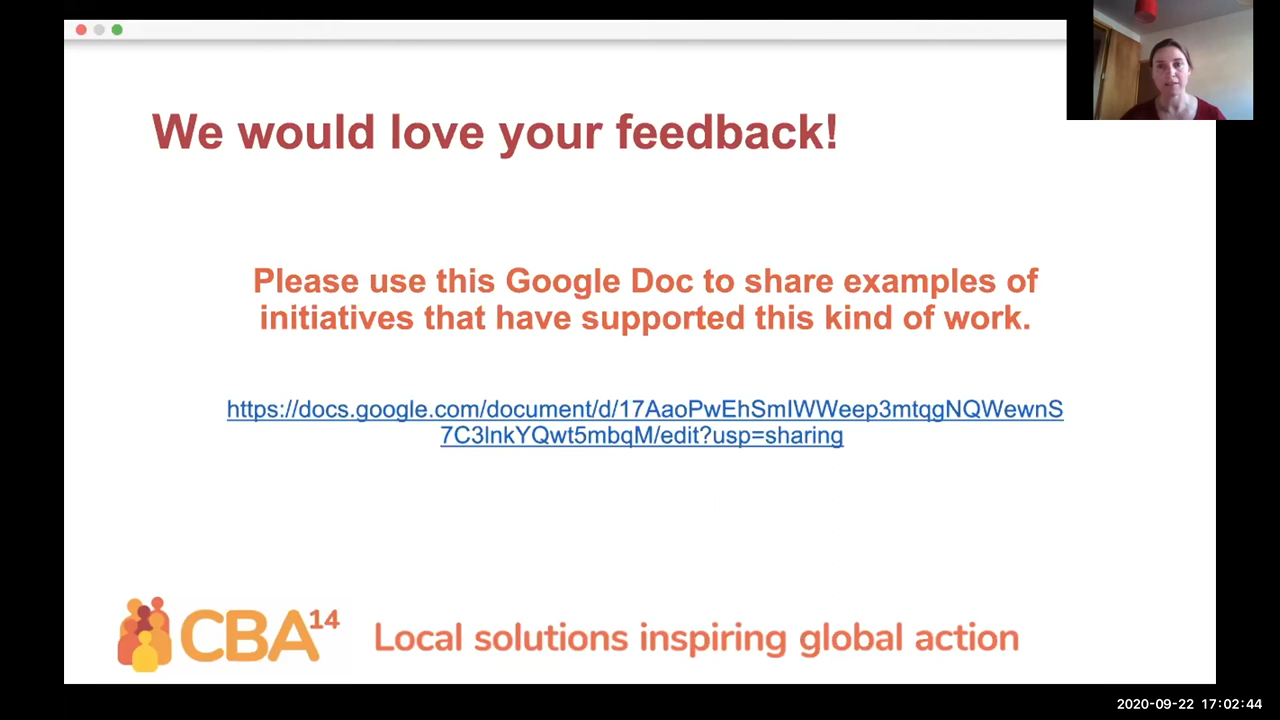 We would love your feedback!
Please use this Google Doc to share examples of
initiatives that have supported this kind of work.
https://docs.google.com/document/d/17AaoPwEhSmIWWeep3mtqgNQWewnS
7C3lnkYQwt5mbqM/edit?usp=sharing
CBA14
Local solutions inspiring global action
2020-09-22 17:02:44